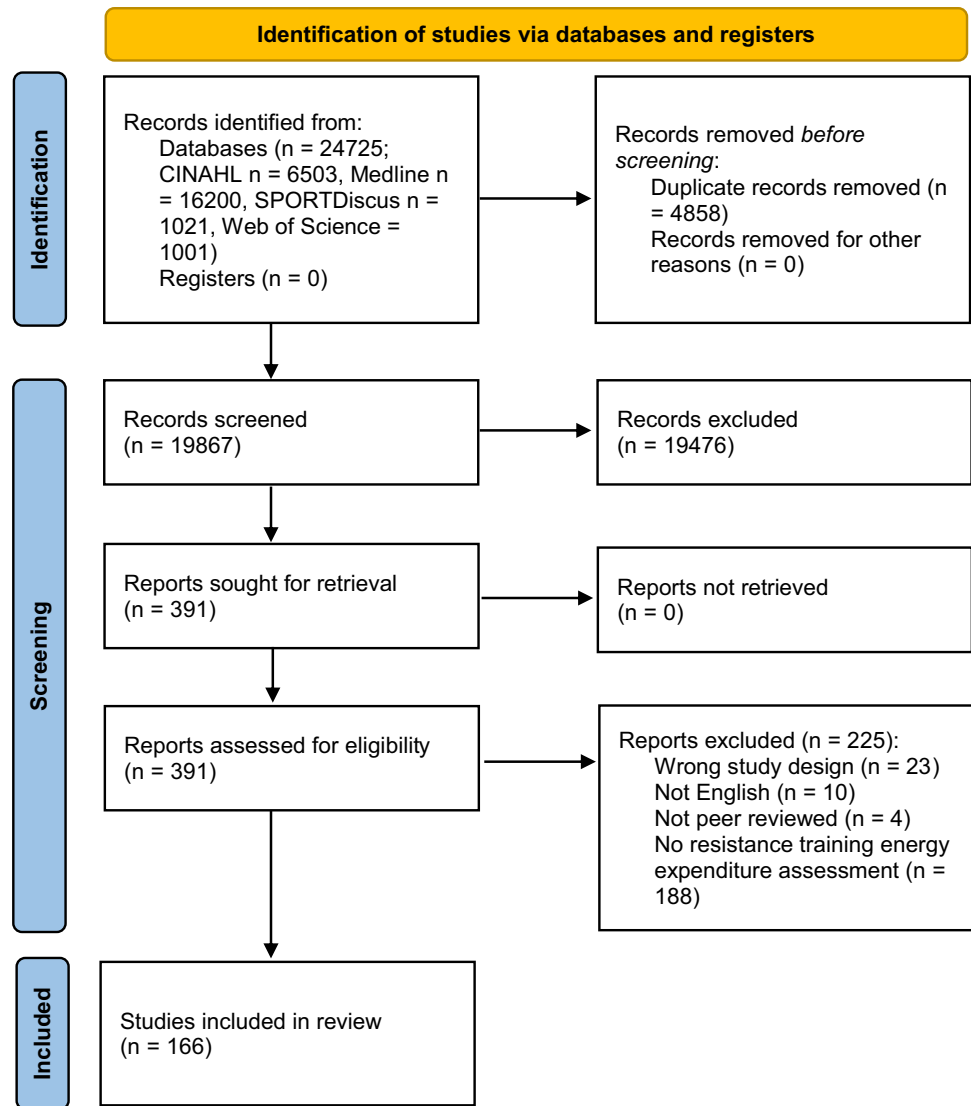 Identification of studies via databases and registers
Identification
Records identified from:
Databases (n = 24725;
CINAHL n = 6503, Medline n
= 16200, SPORTDiscus n =
1021, Web of Science =
1001)
Registers (n = 0)
Records removed before
screening:
Duplicate records removed (n
= 4858)
Records removed for other
reasons (n = 0)
Screening
Records screened
(n = 19867)
Records excluded
(n = 19476)
Reports sought for retrieval
(n = 391)
Reports not retrieved
(n = 0)
Reports assessed for eligibility
(n = 391)
Reports excluded (n = 225):
Wrong study design (n = 23)
Not English (n = 10)
Not peer reviewed (n = 4)
No resistance training energy
expenditure assessment (n =
188)
Included
Studies included in review
(n = 166)